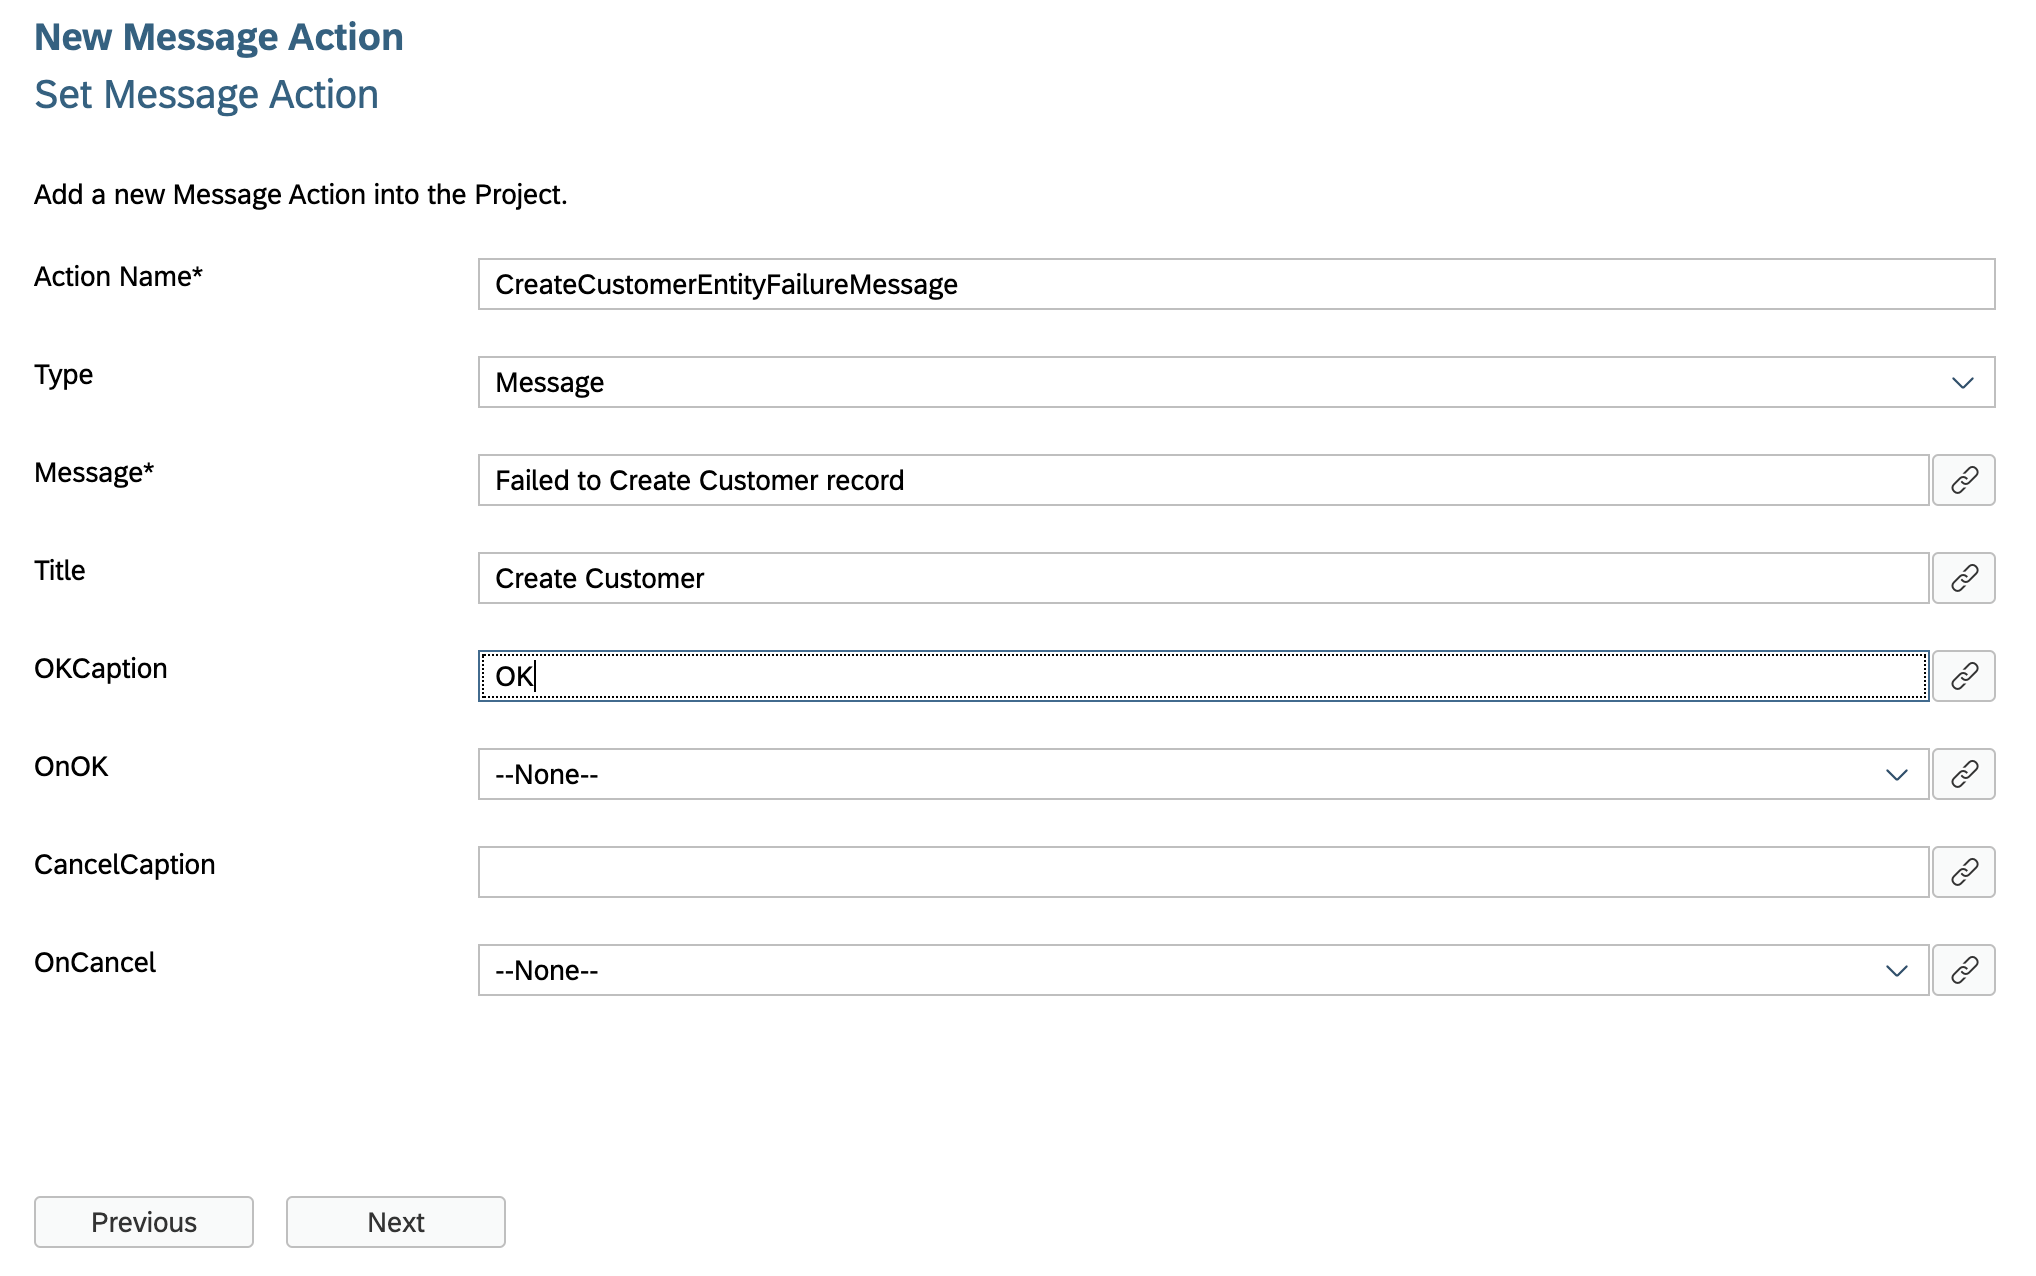 New Message Action
Set Message Action
Add a new Message Action into the Project.
Action Name*
CreateCustomerEntityFailureMessage
Type
Message
Message*
Failed to Create Customer record
Title
Create Customer
OKCaption
OK
OnOK
--None--
CancelCaption
OnCancel
--None--
Previous
Next